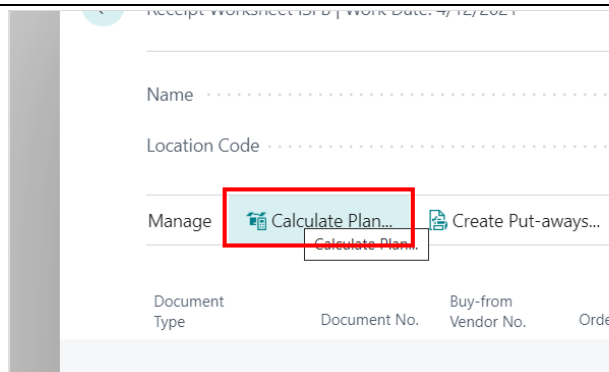 Receipt Worksheet ISFB | Work Date: 4/12/2021
Name
Location Code
Manage Calculate Plan... Create Put-aways...
Calculate Plan...
Document Type Document No. Buy-from Vendor No.